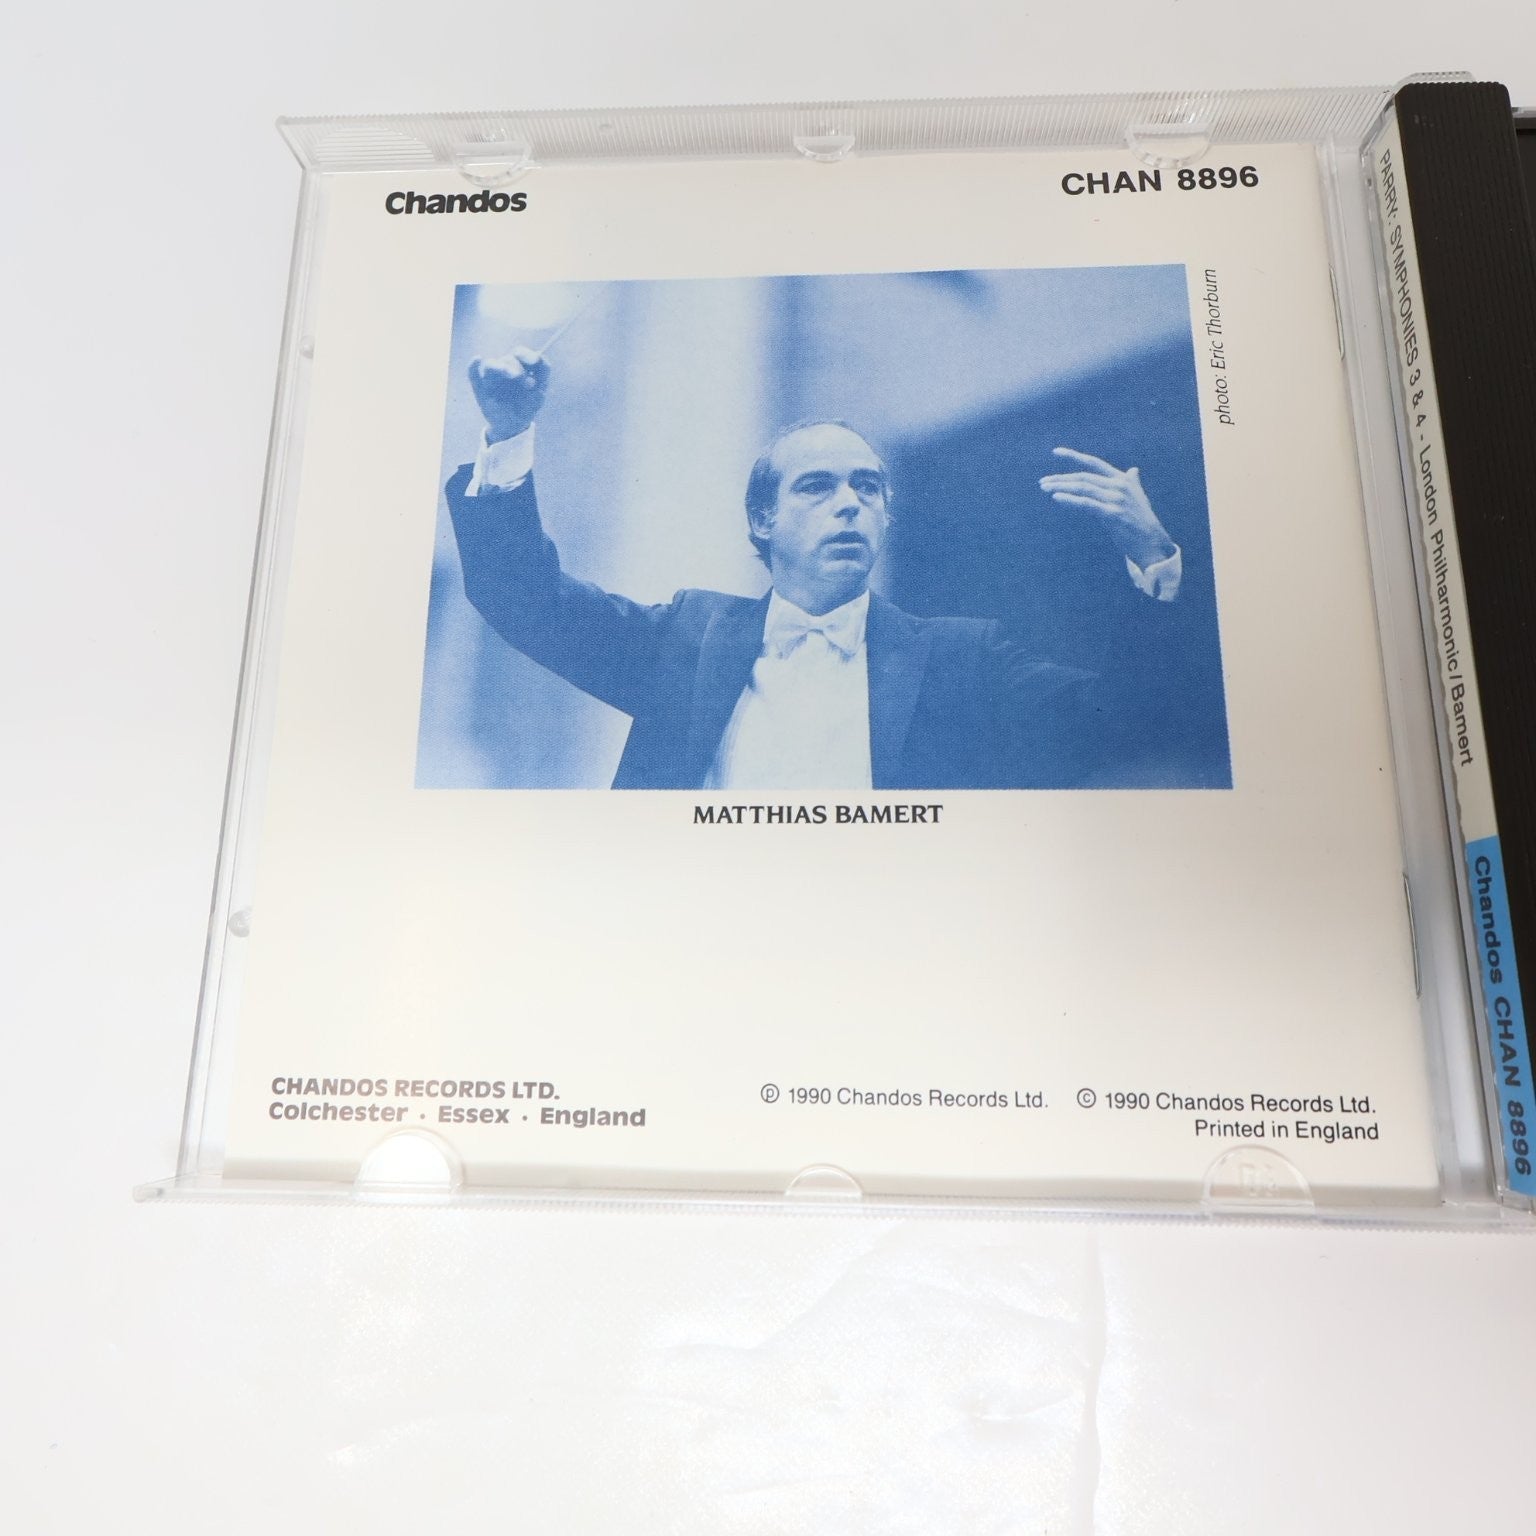 Chandos
CHAN 8896
photo: Eric Thorburn
MATTHIAS BAMERT
CHANDOS RECORDS LTD.
Colchester · Essex · England
℗ 1990 Chandos Records Ltd.
© 1990 Chandos Records Ltd.
Printed in England
PARRY: SYMPHONIES 3 & 4 - London Philharmonic/Bamert
Chandos CHAN 8896